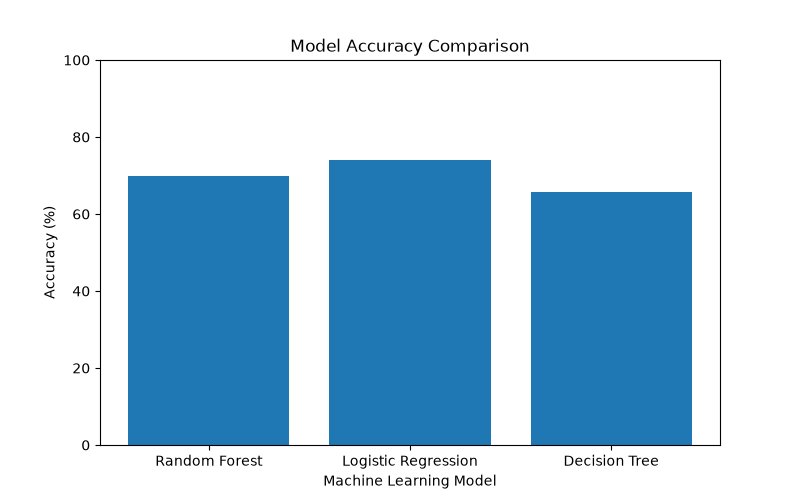 Model Accuracy Comparison
100
80
60
40
20
0
Accuracy (%)
Random Forest Logistic Regression Decision Tree
Machine Learning Model